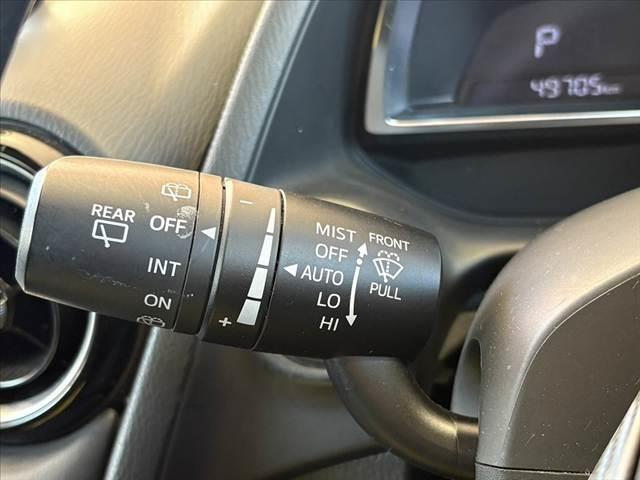 P
49705km
REAR
OFF
INT
ON
−
+
MIST
OFF
AUTO
LO
HI
FRONT
PULL